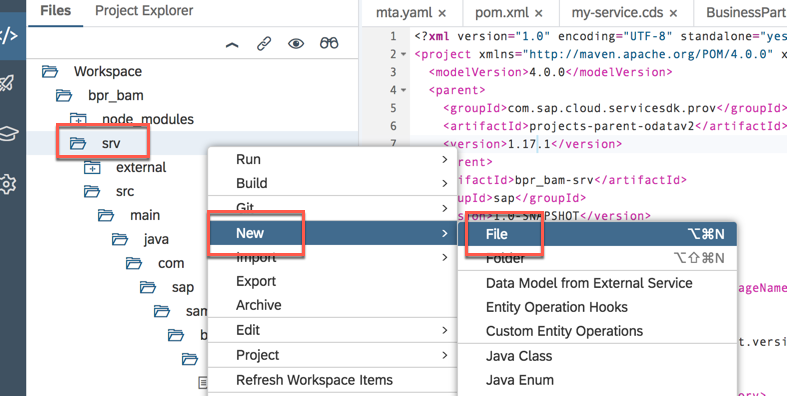 Files Project Explorer
mta.yaml × pom.xml × my-service.cds × BusinessPart
Workspace
bpr_bam
node_modules
srv
external
src
main
java
com
sap
sam
b
1 <?xml version="1.0" encoding="UTF-8" standalone="yes
2 <project xmlns="http://maven.apache.org/POM/4.0.0" x
3 <modelVersion>4.0.0</modelVersion>
4 <parent>
5 <groupId>com.sap.cloud.servicesdk.prov</groupId>
6 <artifactId>projects-parent-odatav2</artifactId>
7 <version>1.17.1</version>
erent>
ifactId>bpr_bam-srv</artifactId>
upId>sap</groupId>
sion>1.0-SNAPSHOT</version>
ageName
t.versi
Run
Build
Git
New
Import
Export
Archive
Edit
Project
Refresh Workspace Items
File ⌥⌘N
Folder ⌥⇧⌘N
Data Model from External Service
Entity Operation Hooks
Custom Entity Operations
Java Class
Java Enum